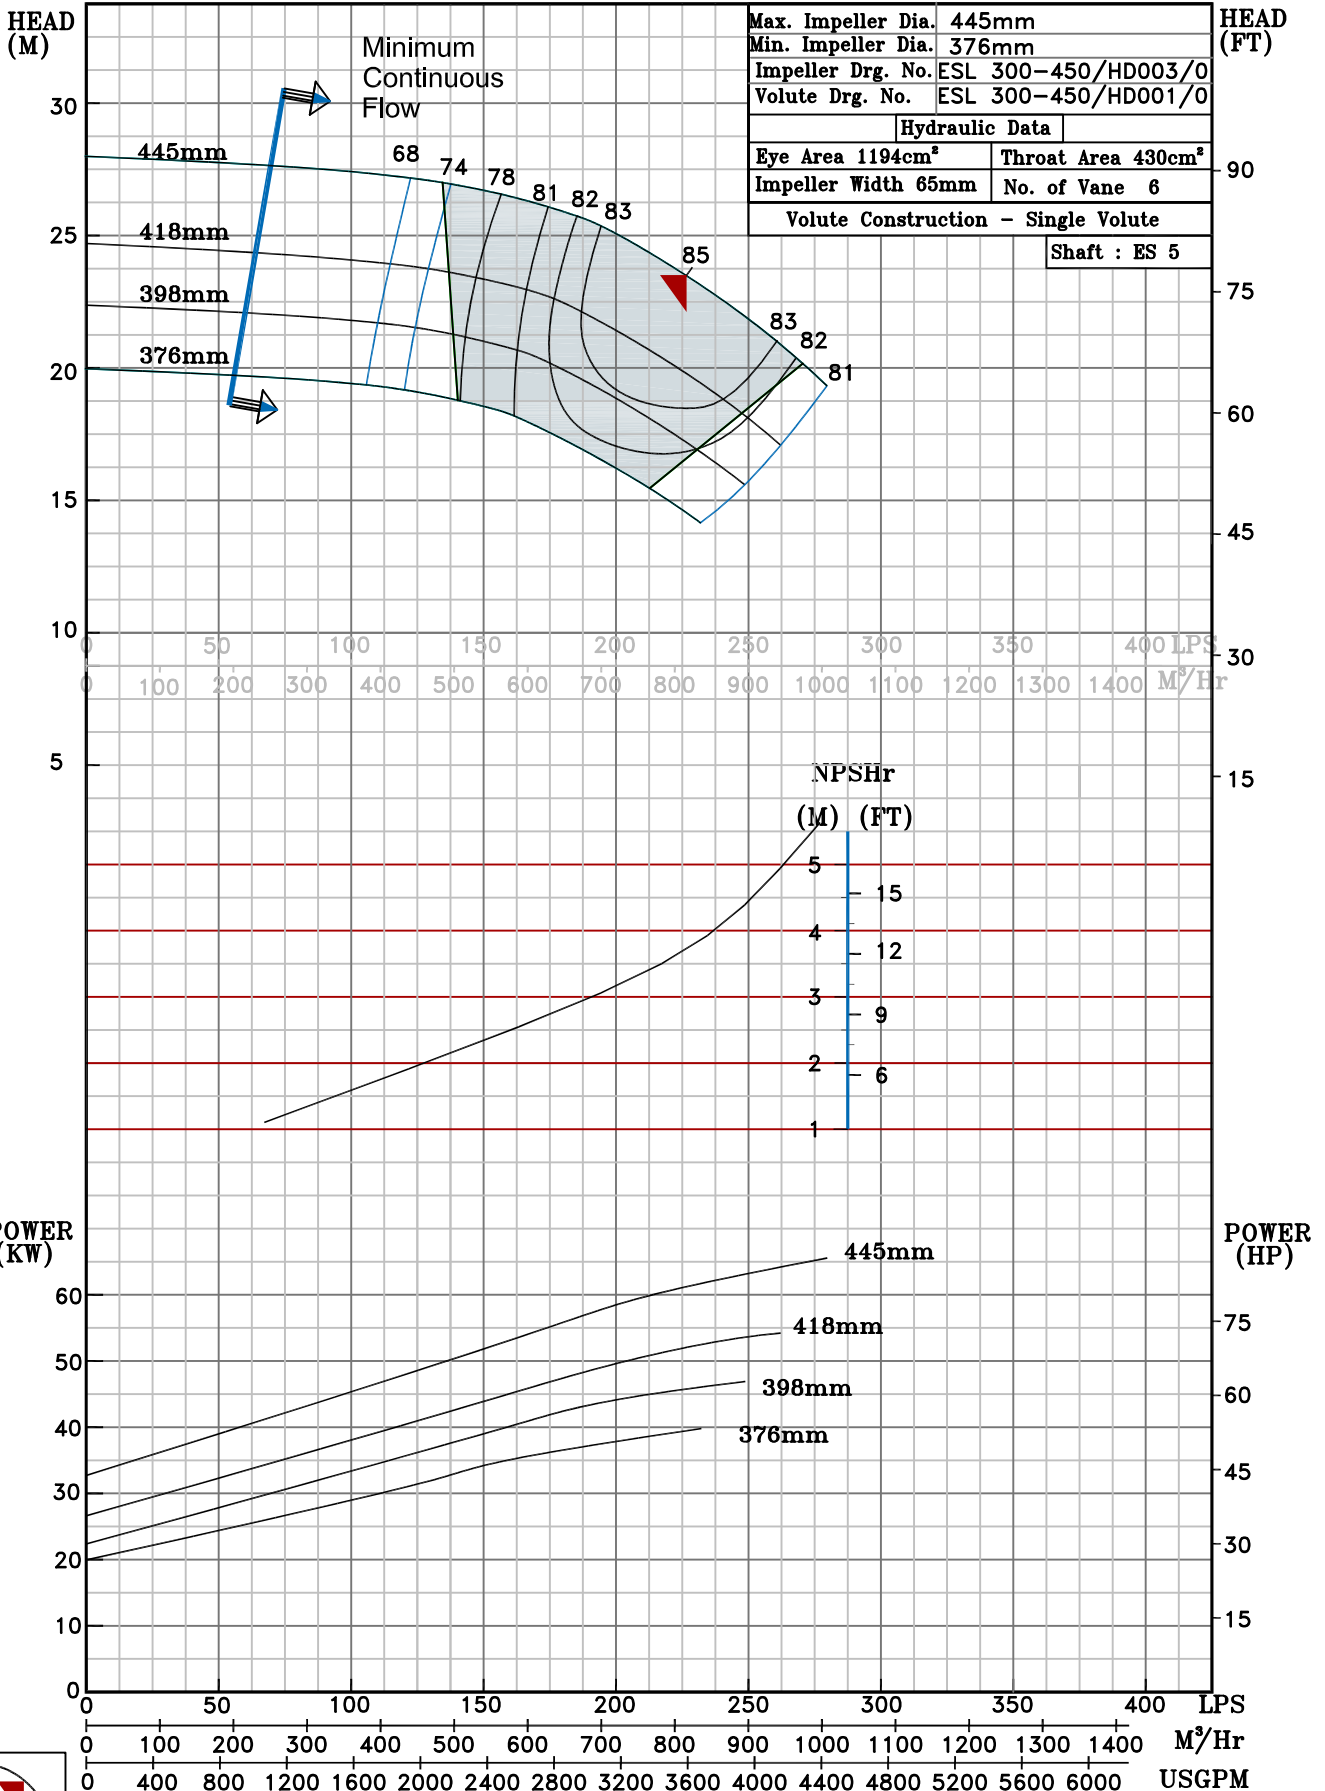 HEAD
(M)
HEAD
(FT)
Max. Impeller Dia. 445mm
Min. Impeller Dia. 376mm
Impeller Drg. No. ESL 300-450/HD003/0
Volute Drg. No. ESL 300-450/HD001/0
Hydraulic Data
Eye Area 1194cm² Throat Area 430cm²
Impeller Width 65mm No. of Vane 6
Volute Construction - Single Volute
Shaft : ES 5
Minimum
Continuous
Flow
30
25
20
15
10
5
90
75
60
45
30
15
445mm
418mm
398mm
376mm
68
74
78
81
82
83
85
83
82
81
0 50 100 150 200 250 300 350 400 LPS
0 100 200 300 400 500 600 700 800 900 1000 1100 1200 1300 1400 M³/Hr
NPSHr
(M) (FT)
5
4
3
2
1
15
12
9
6
POWER
(KW)
POWER
(HP)
60
50
40
30
20
10
0
75
60
45
30
15
445mm
418mm
398mm
376mm
0 50 100 150 200 250 300 350 400 LPS
0 100 200 300 400 500 600 700 800 900 1000 1100 1200 1300 1400 M³/Hr
0 400 800 1200 1600 2000 2400 2800 3200 3600 4000 4400 4800 5200 5600 6000 USGPM